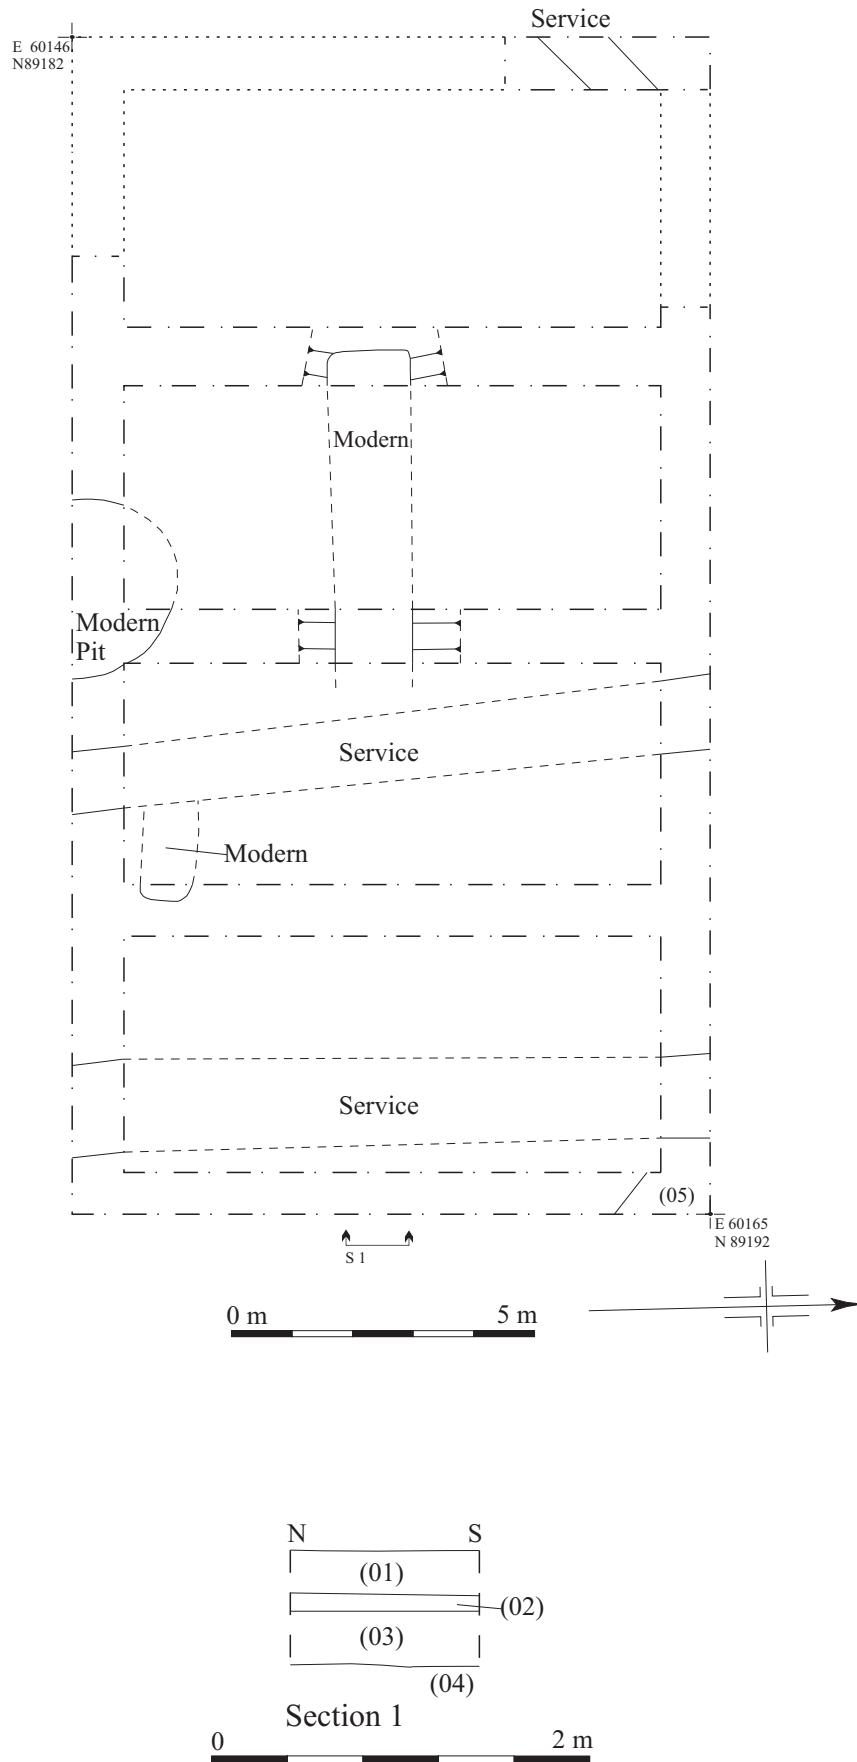 Service
E 60146
N89182
Modern
Modern
Pit
Service
Modern
Service
(05)
E 60165
N 89192
S 1
0 m 5 m
N S
(01)
(02)
(03)
(04)
Section 1
0 2 m